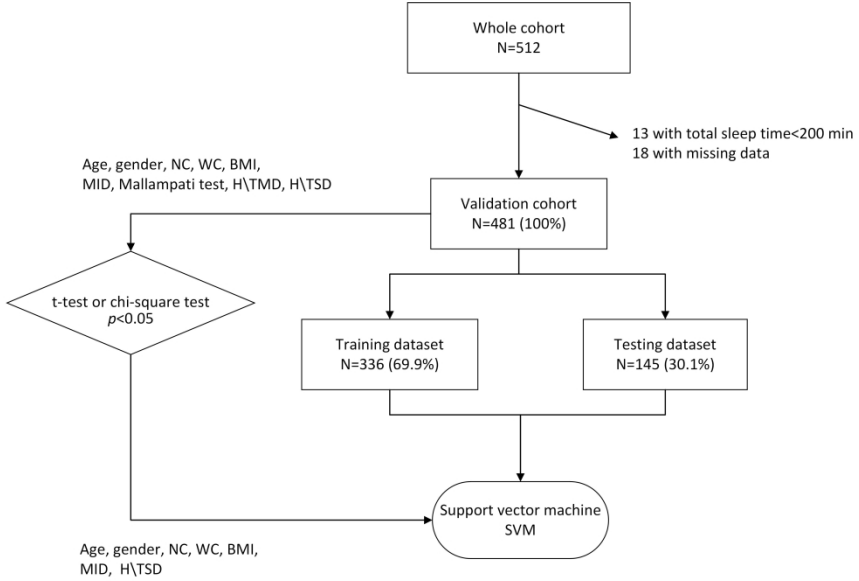 Whole cohort
N=512
13 with total sleep time<200 min
18 with missing data
Age, gender, NC, WC, BMI,
MID, Mallampati test, H\TMD, H\TSD
Validation cohort
N=481 (100%)
t-test or chi-square test
p<0.05
Training dataset
N=336 (69.9%)
Testing dataset
N=145 (30.1%)
Support vector machine
SVM
Age, gender, NC, WC, BMI,
MID, H\TSD